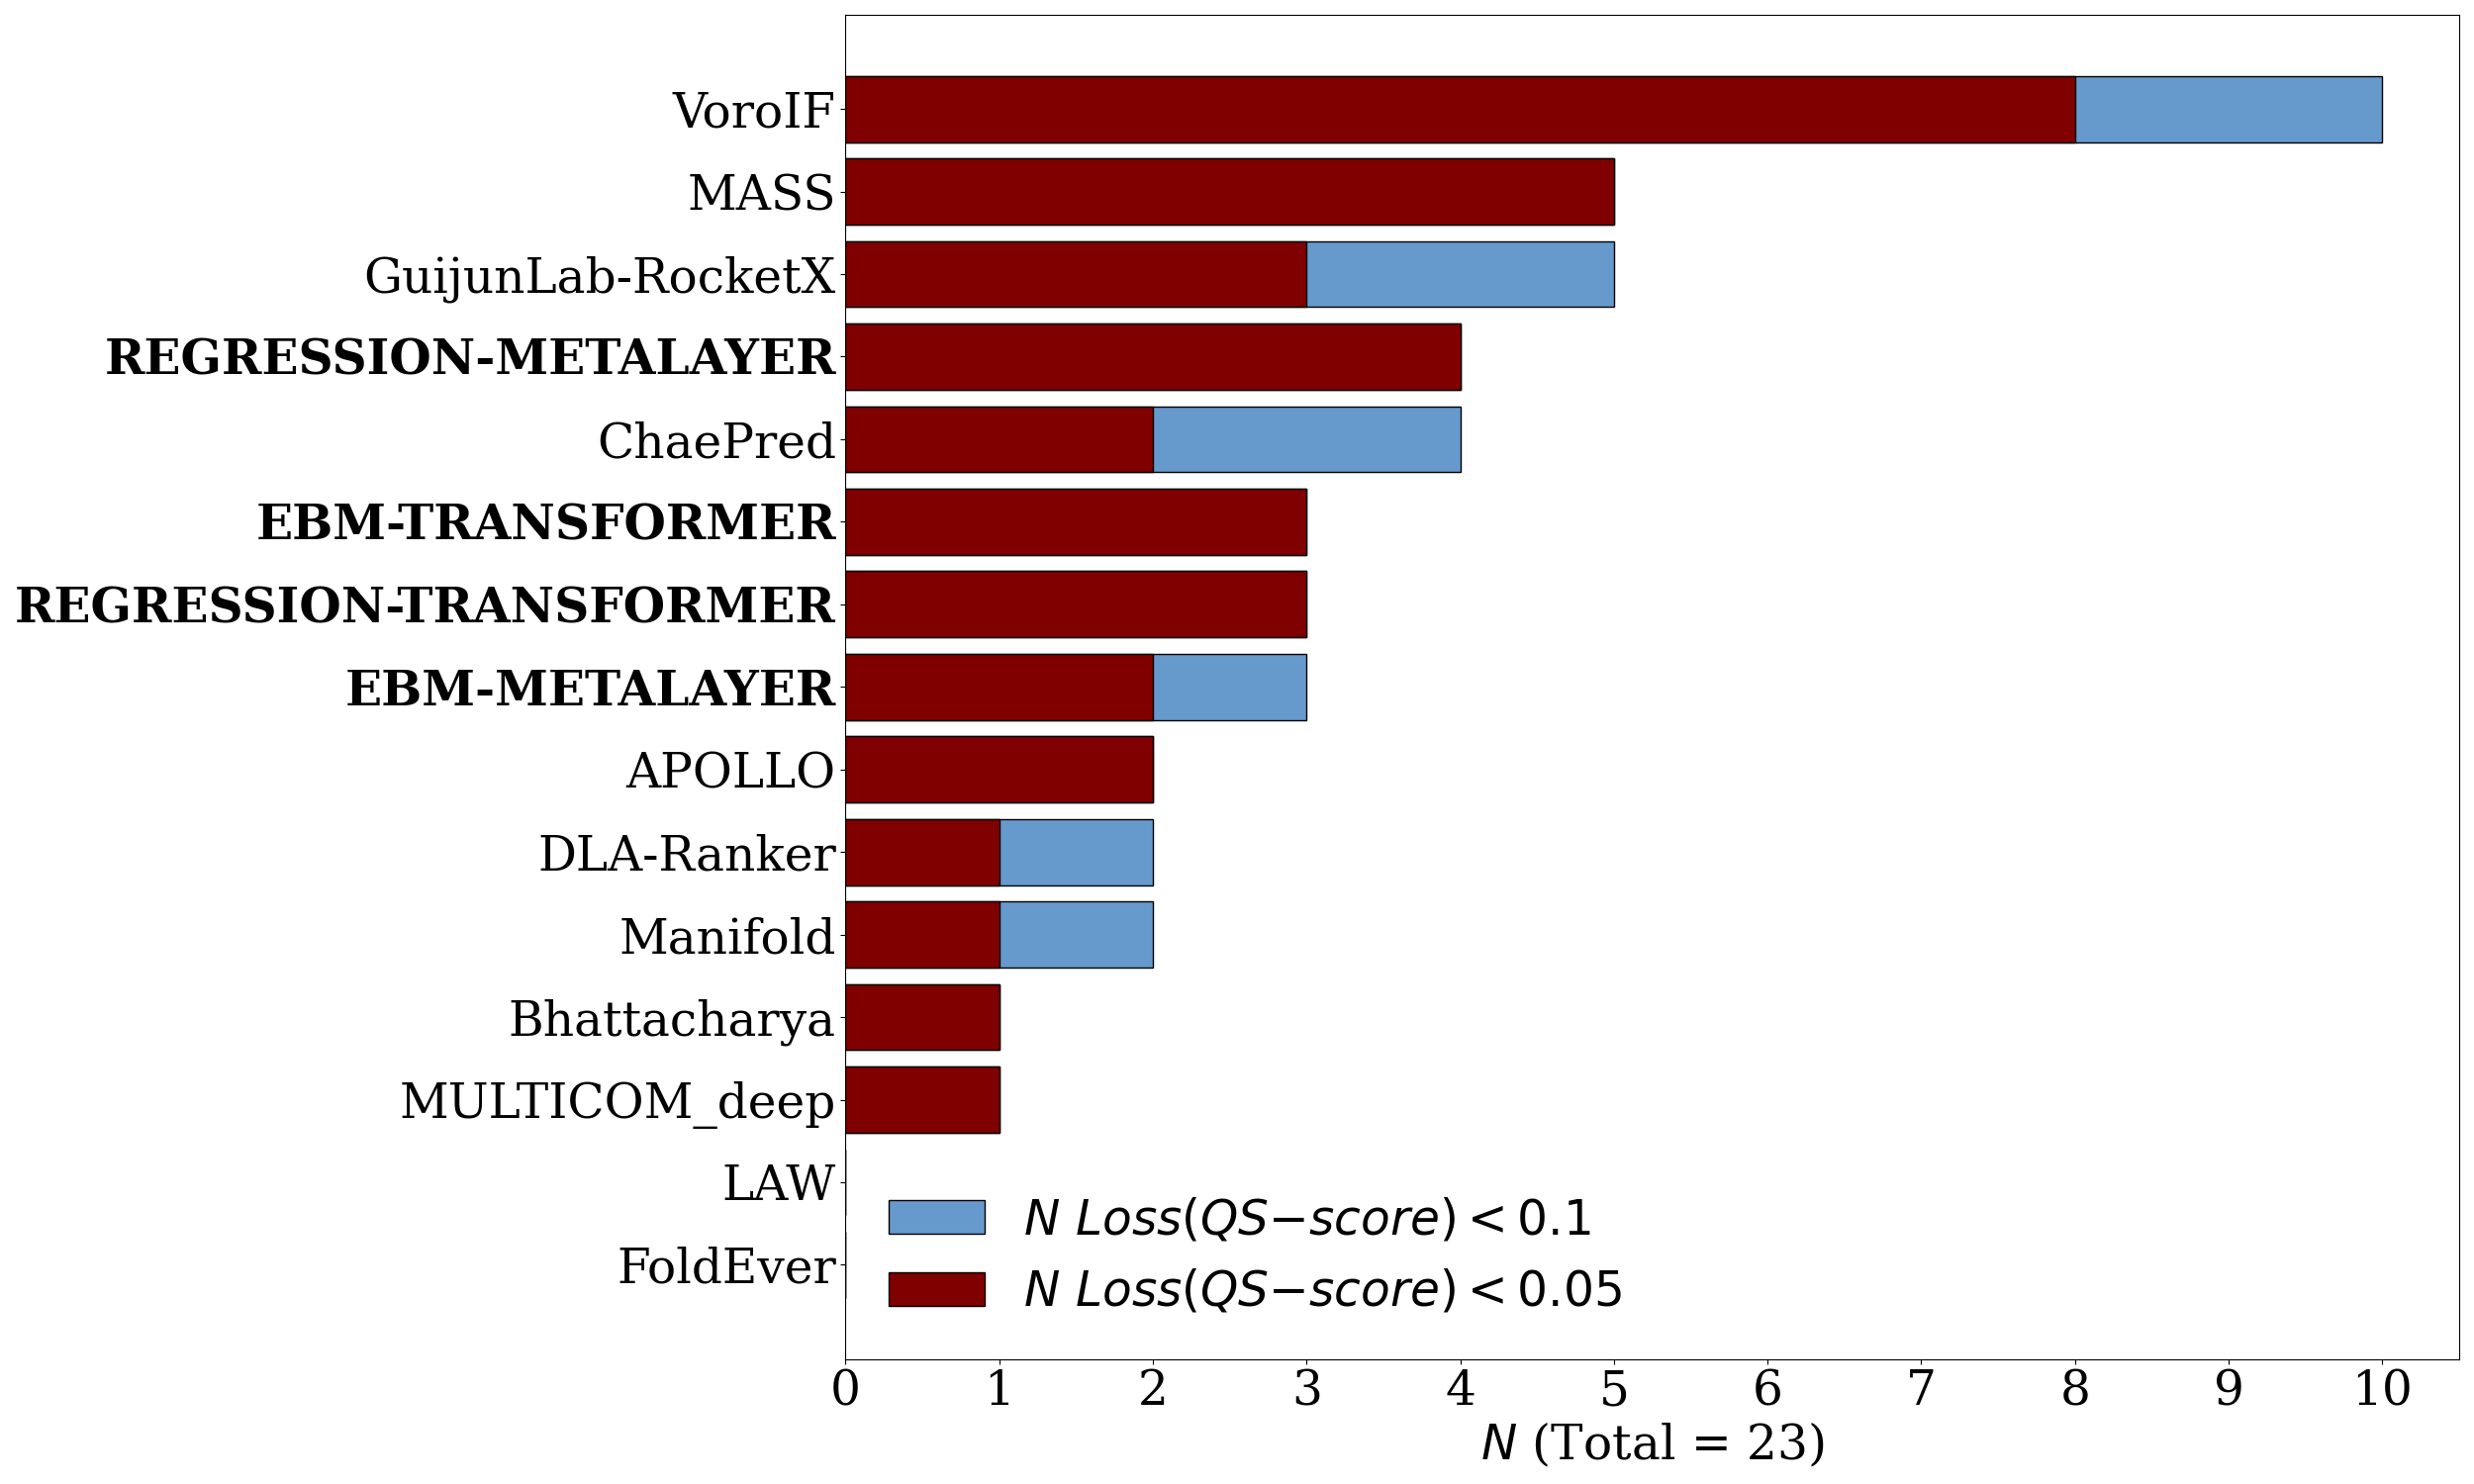 VoroIF
MASS
GuijunLab-RocketX
REGRESSION-METALAYER
ChaePred
EBM-TRANSFORMER
REGRESSION-TRANSFORMER
EBM-METALAYER
APOLLO
DLA-Ranker
Manifold
Bhattacharya
MULTICOM_deep
LAW
FoldEver
N Loss(QS−score) < 0.1
N Loss(QS−score) < 0.05
0 1 2 3 4 5 6 7 8 9 10
N (Total = 23)